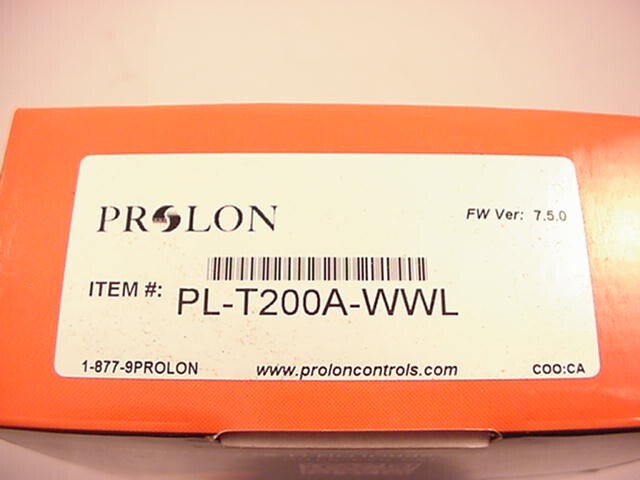 PROLON
FW Ver: 7.5.0
ITEM #: PL-T200A-WWL
1-877-9PROLON www.proloncontrols.com COO:CA